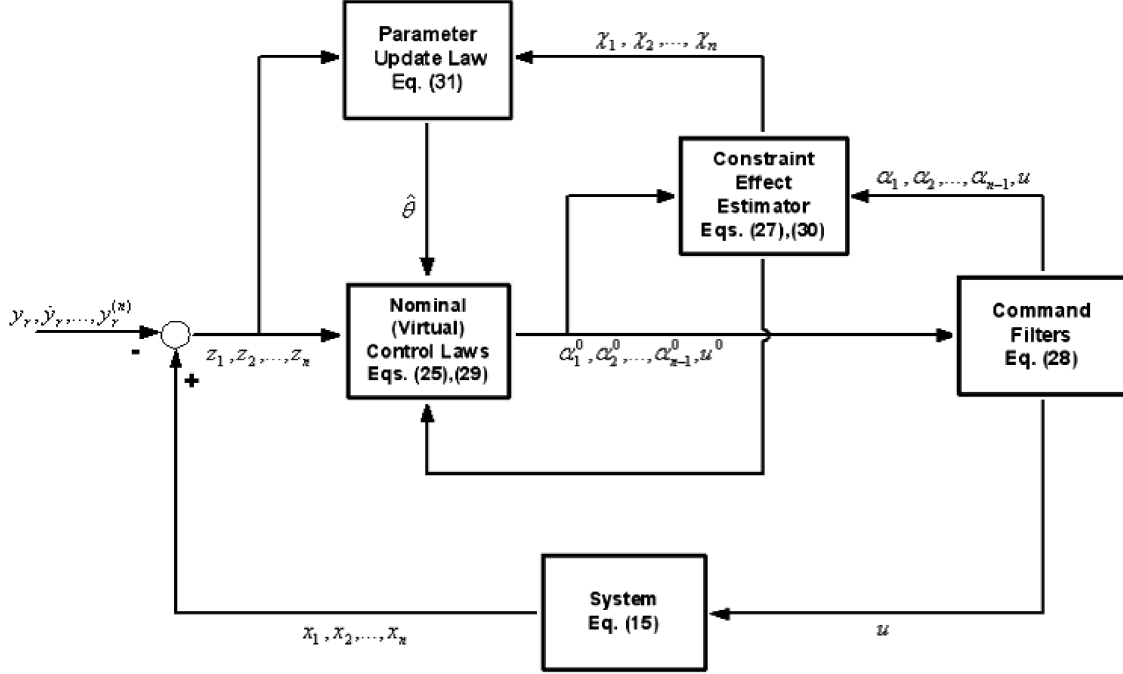 Parameter
Update Law
Eq. (31)
χ₁, χ₂,..., χₙ
Constraint
Effect
Estimator
Eqs. (27),(30)
α₁, α₂,..., αₙ₋₁, u
θ̂
yᵣ, ẏᵣ,..., yᵣ⁽ⁿ⁾
-
+
z₁, z₂,..., zₙ
Nominal
(Virtual)
Control Laws
Eqs. (25),(29)
α₁⁰, α₂⁰,..., αₙ₋₁⁰, u⁰
Command
Filters
Eq. (28)
System
Eq. (15)
x₁, x₂,..., xₙ
u